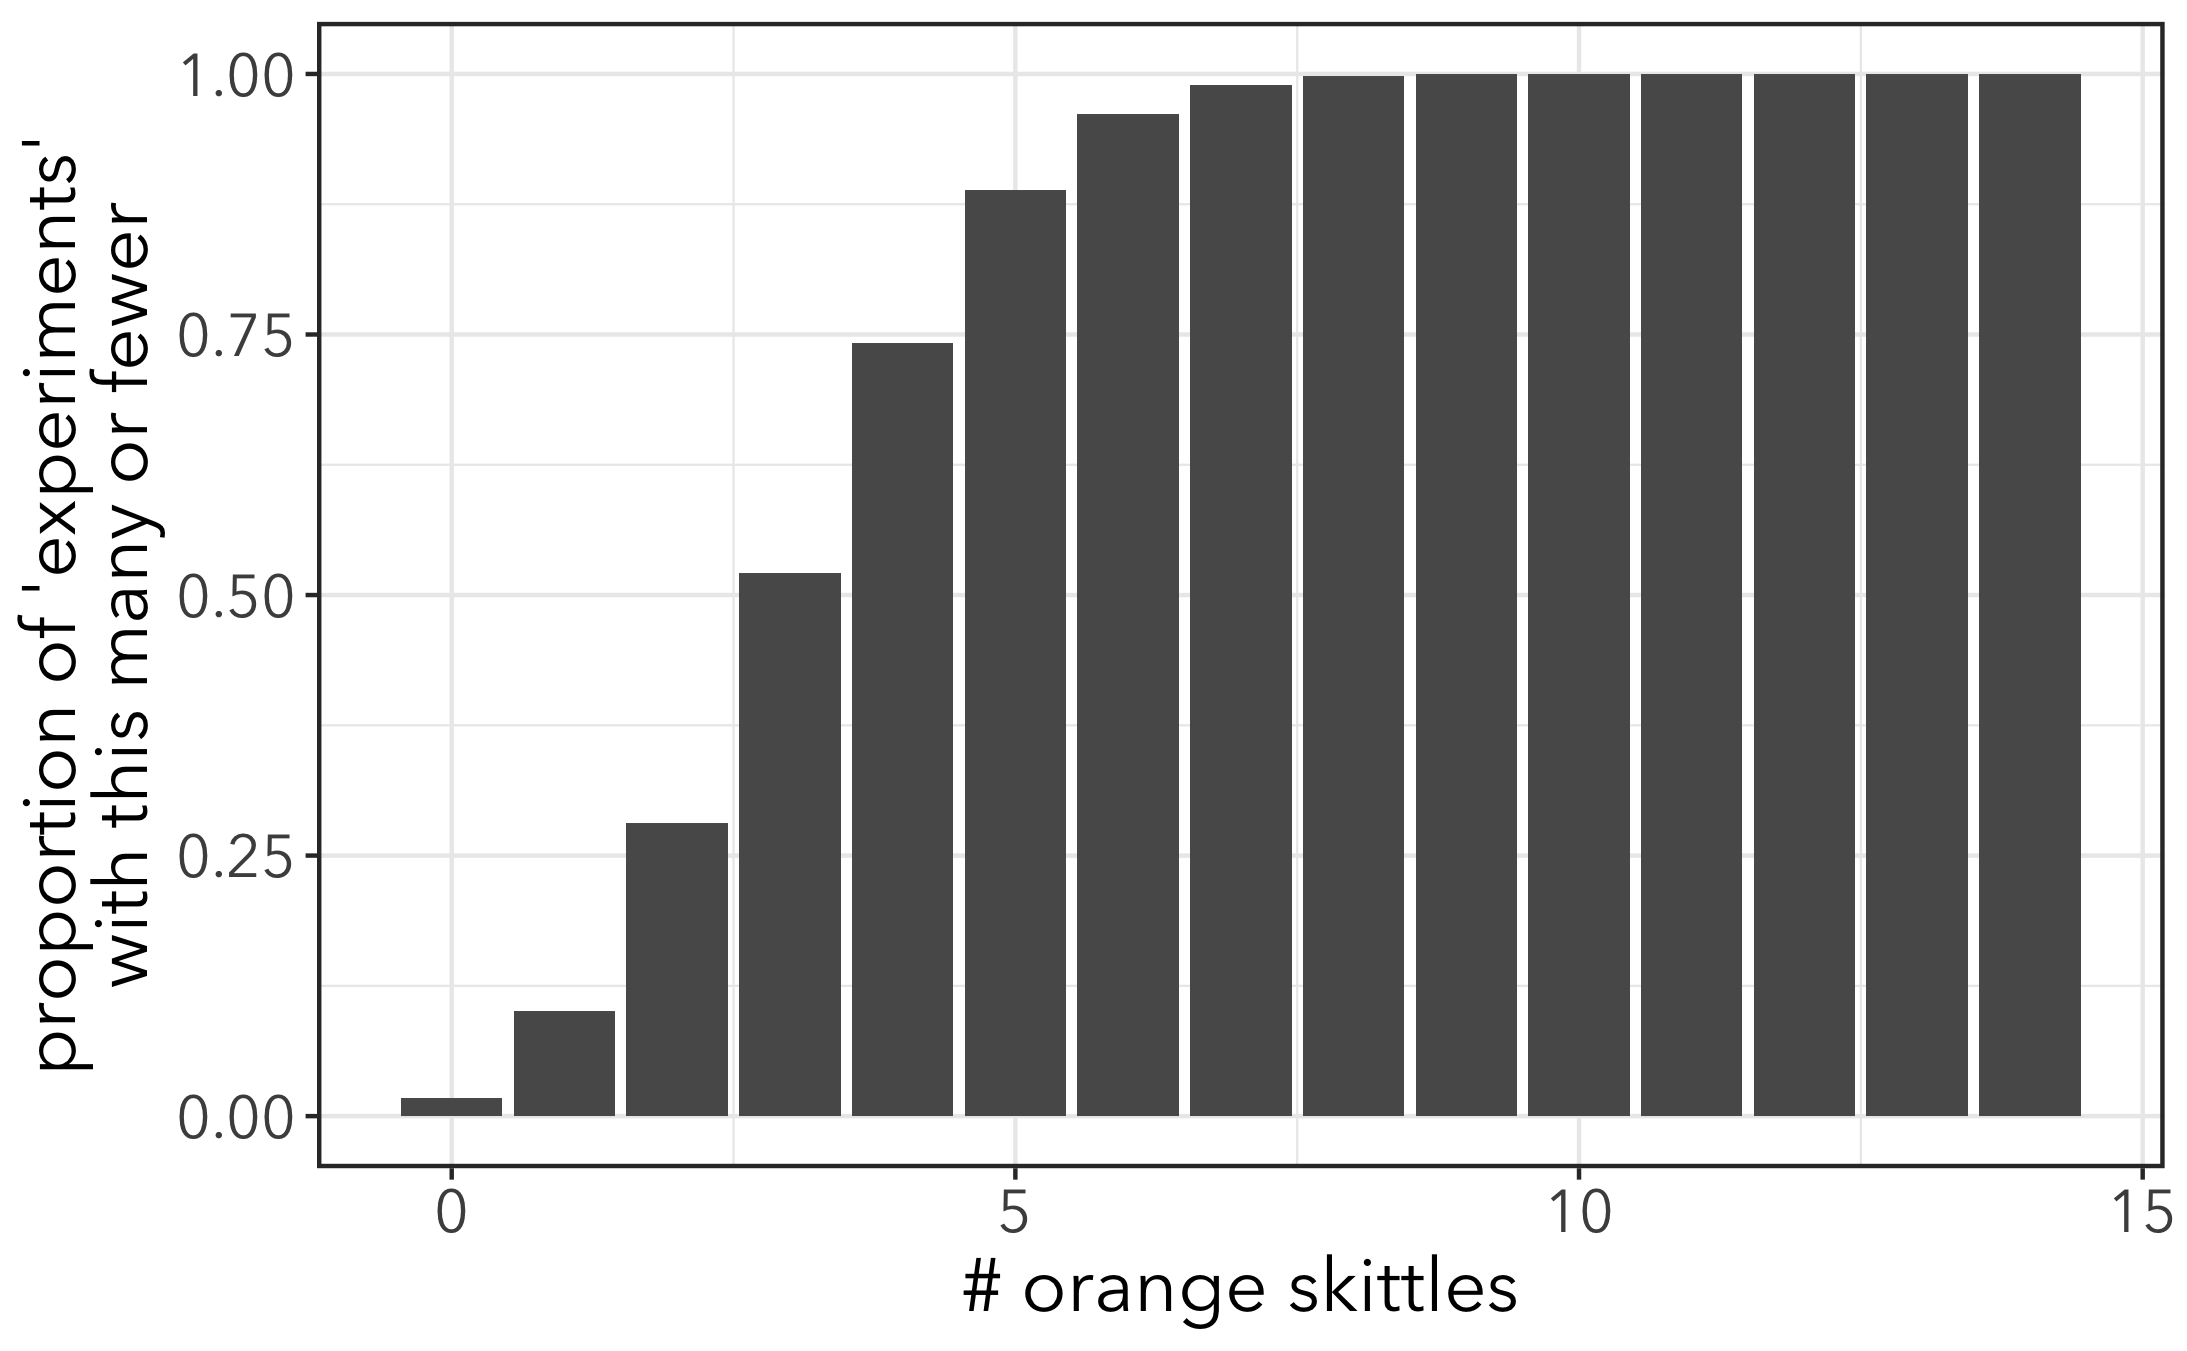 proportion of 'experiments'
with this many or fewer
1.00
0.75
0.50
0.25
0.00
0 5 10 15
# orange skittles